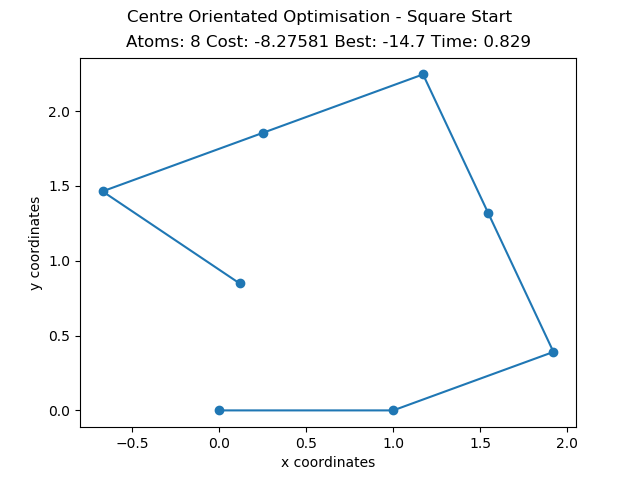 Centre Orientated Optimisation - Square Start
Atoms: 8 Cost: -8.27581 Best: -14.7 Time: 0.829
2.0
1.5
1.0
0.5
0.0
y coordinates
−0.5 0.0 0.5 1.0 1.5 2.0
x coordinates